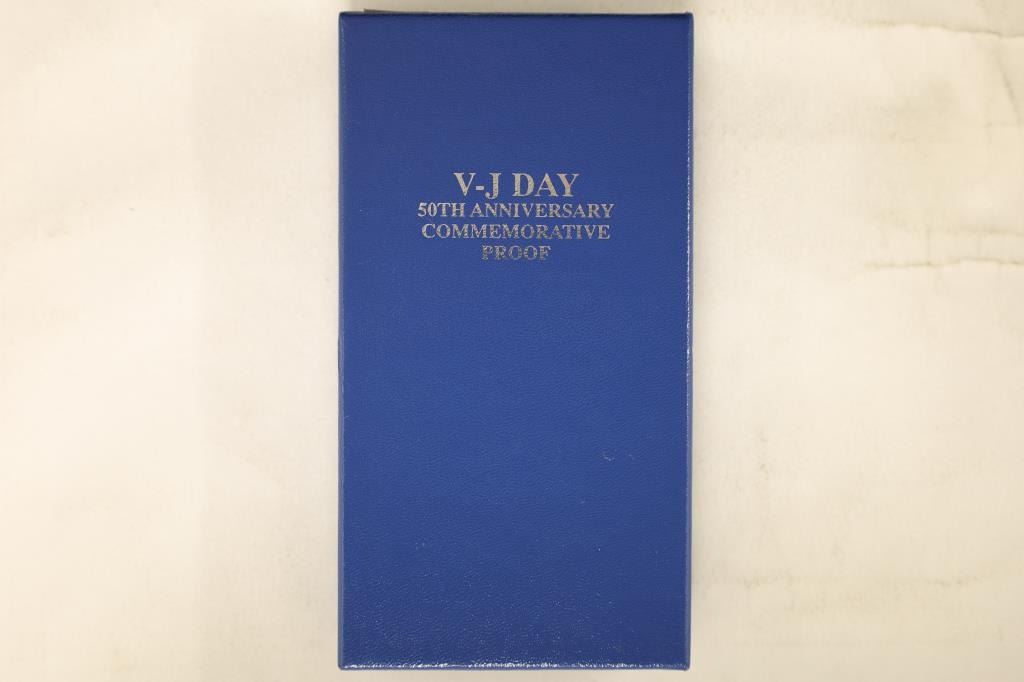 V-J DAY
50TH ANNIVERSARY
COMMEMORATIVE
PROOF